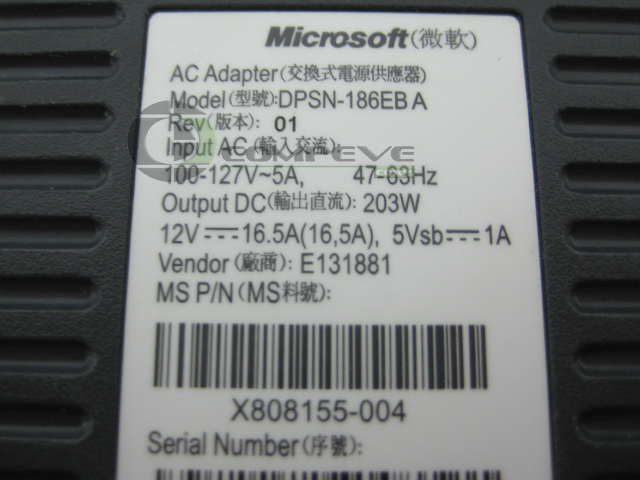 Microsoft(微軟)
AC Adapter(交換式電源供應器)
Model(型號):DPSN-186EB A
Rev(版本): 01
Input AC(輸入交流):
COMPEVE
100-127V~5A, 47-63Hz
Output DC(輸出直流): 203W
12V⎓16.5A(16,5A), 5Vsb⎓1A
Vendor(廠商): E131881
MS P/N(MS料號):
X808155-004
Serial Number(序號):